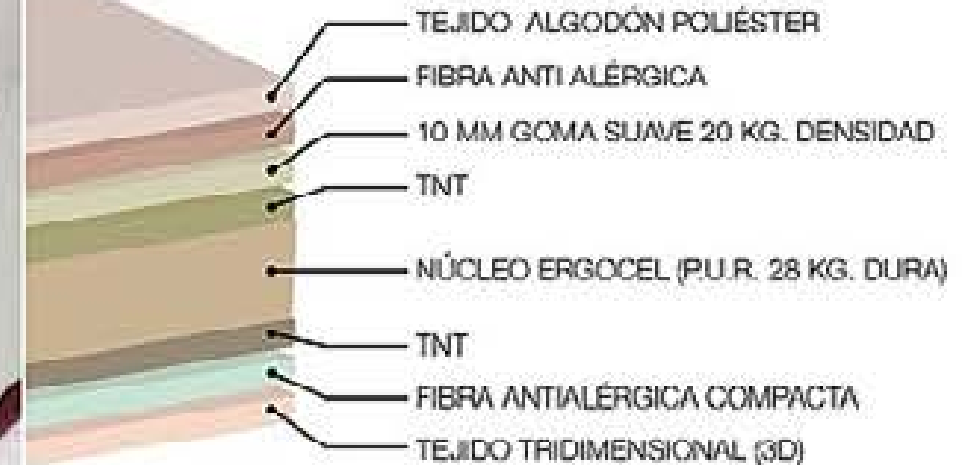 TEJIDO ALGODÓN POLIÉSTER
FIBRA ANTI ALÉRGICA
10 MM GOMA SUAVE 20 KG. DENSIDAD
TNT
NÚCLEO ERGOCEL (P.U.R. 28 KG. DURA)
TNT
FIBRA ANTIALÉRGICA COMPACTA
TEJIDO TRIDIMENSIONAL (3D)